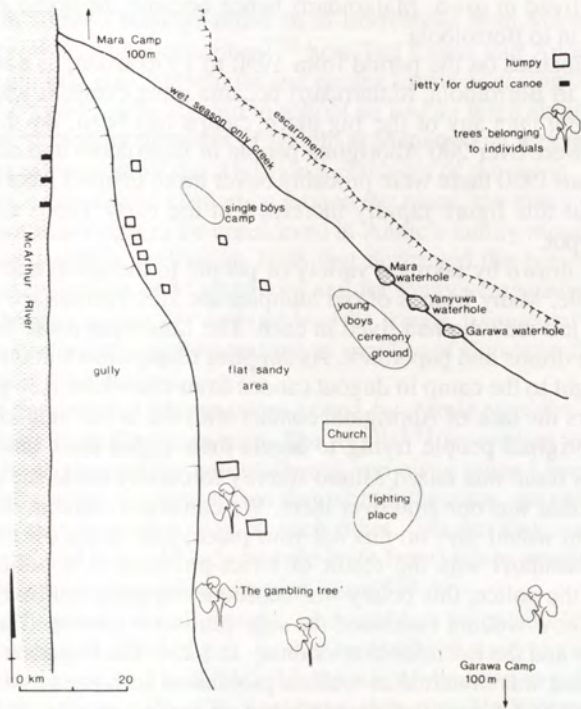 Mara Camp
100m
humpy
'jetty' for dugout canoe
trees 'belonging'
to individuals
escarpment
wet season only creek
single boys
camp
McArthur River
Mara
waterhole
Yanyuwa
waterhole
Garawa waterhole
young
boys
ceremony
ground
gully
flat sandy
area
Church
fighting
place
'The gambling tree'
Garawa Camp
100m
0 km 20